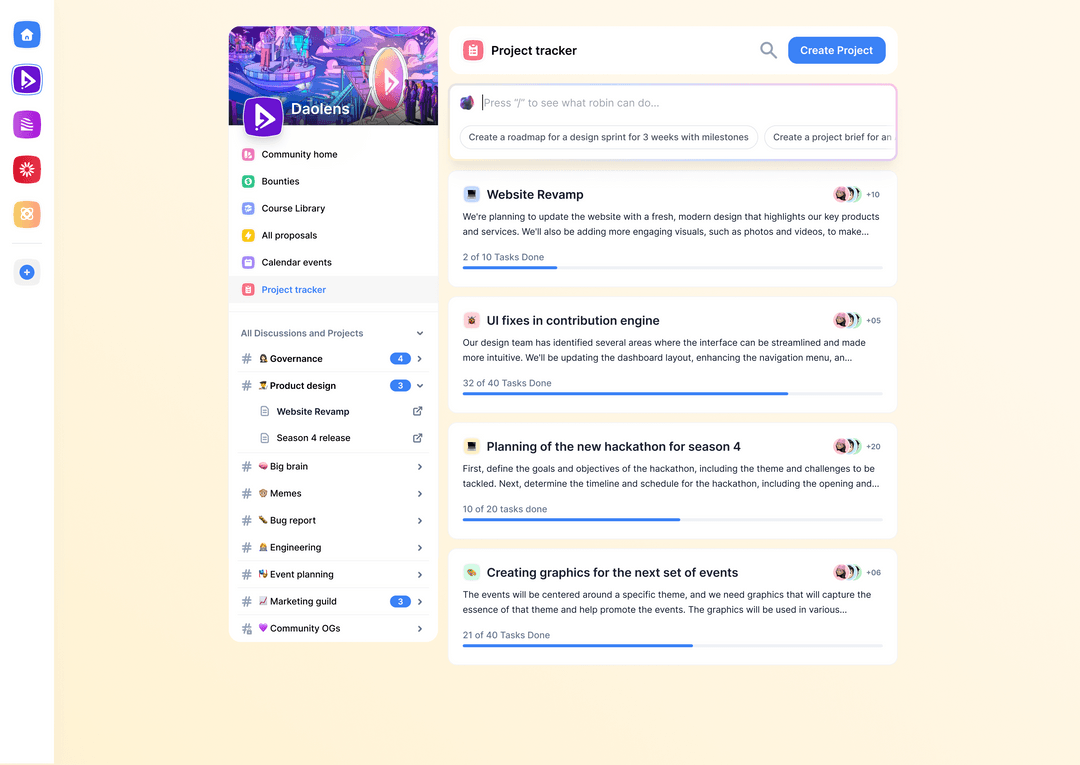 Daolens
Community home
Bounties
Course Library
All proposals
Calendar events
Project tracker
All Discussions and Projects
# Governance 4
# Product design 3
Website Revamp
Season 4 release
# Big brain
# Memes
# Bug report
# Engineering
# Event planning
# Marketing guild 3
# Community OGs
Project tracker
Create Project
Press "/" to see what robin can do...
Create a roadmap for a design sprint for 3 weeks with milestones
Create a project brief for an
Website Revamp
+10
We're planning to update the website with a fresh, modern design that highlights our key products
and services. We'll also be adding more engaging visuals, such as photos and videos, to make...
2 of 10 Tasks Done
UI fixes in contribution engine
+05
Our design team has identified several areas where the interface can be streamlined and made
more intuitive. We'll be updating the dashboard layout, enhancing the navigation menu, an...
32 of 40 Tasks Done
Planning of the new hackathon for season 4
+20
First, define the goals and objectives of the hackathon, including the theme and challenges to be
tackled. Next, determine the timeline and schedule for the hackathon, including the opening and...
10 of 20 tasks done
Creating graphics for the next set of events
+06
The events will be centered around a specific theme, and we need graphics that will capture the
essence of that theme and help promote the events. The graphics will be used in various...
21 of 40 Tasks Done